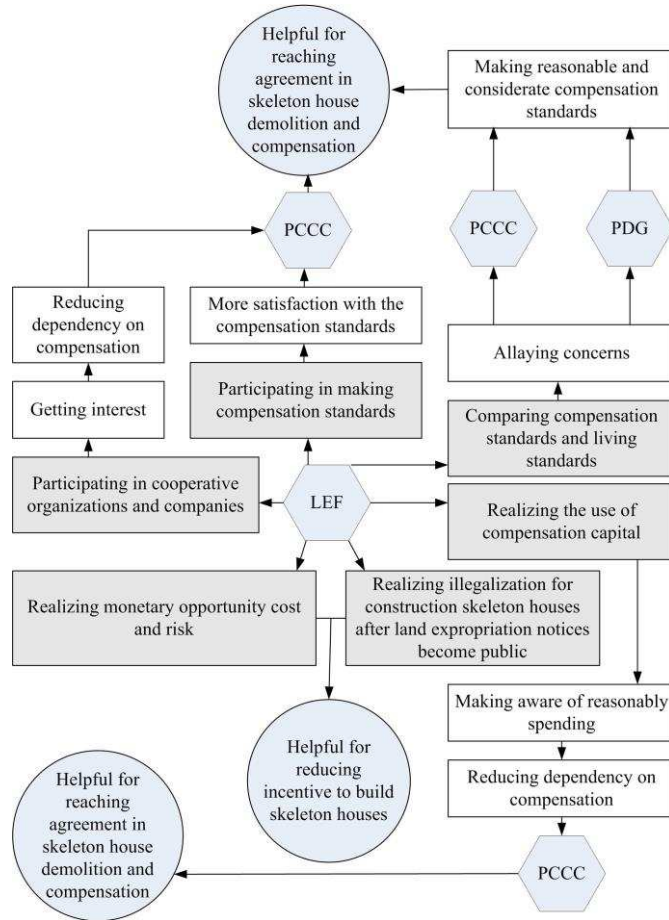 Helpful for
reaching
agreement in
skeleton house
demolition and
compensation
Making reasonable and
considerate compensation
standards
PCCC
PCCC
PDG
Reducing
dependency on
compensation
More satisfaction with the
compensation standards
Allaying concerns
Getting interest
Participating in making
compensation standards
Comparing compensation
standards and living
standards
Participating in cooperative
organizations and companies
LEF
Realizing the use of
compensation capital
Realizing monetary opportunity cost
and risk
Realizing illegalization for
construction skeleton houses
after land expropriation notices
become public
Making aware of reasonably
spending
Helpful for
reducing
incentive to build
skeleton houses
Helpful for
reaching
agreement in
skeleton house
demolition and
compensation
Reducing dependency on
compensation
PCCC